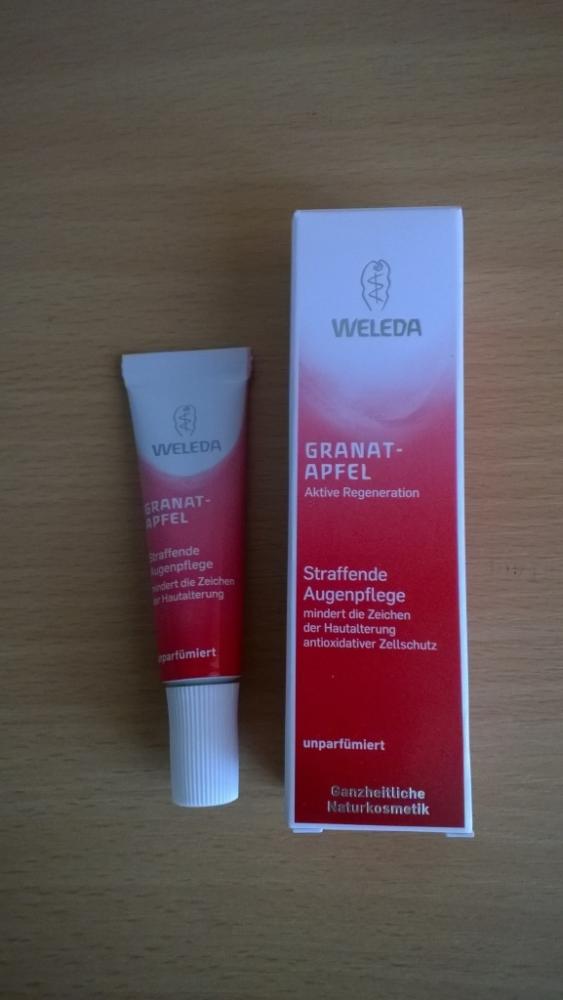 WELEDA
GRANAT-
APFEL
Straffende
Augenpflege
mindert die Zeichen
der Hautalterung
unparfümiert
WELEDA
GRANAT-
APFEL
Aktive Regeneration
Straffende
Augenpflege
mindert die Zeichen
der Hautalterung
antioxidativer Zellschutz
unparfümiert
Ganzheitliche
Naturkosmetik